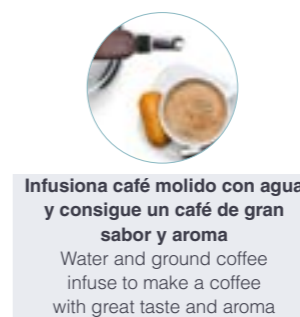 Infusiona café molido con agua
y consigue un café de gran
sabor y aroma
Water and ground coffee
infuse to make a coffee
with great taste and aroma